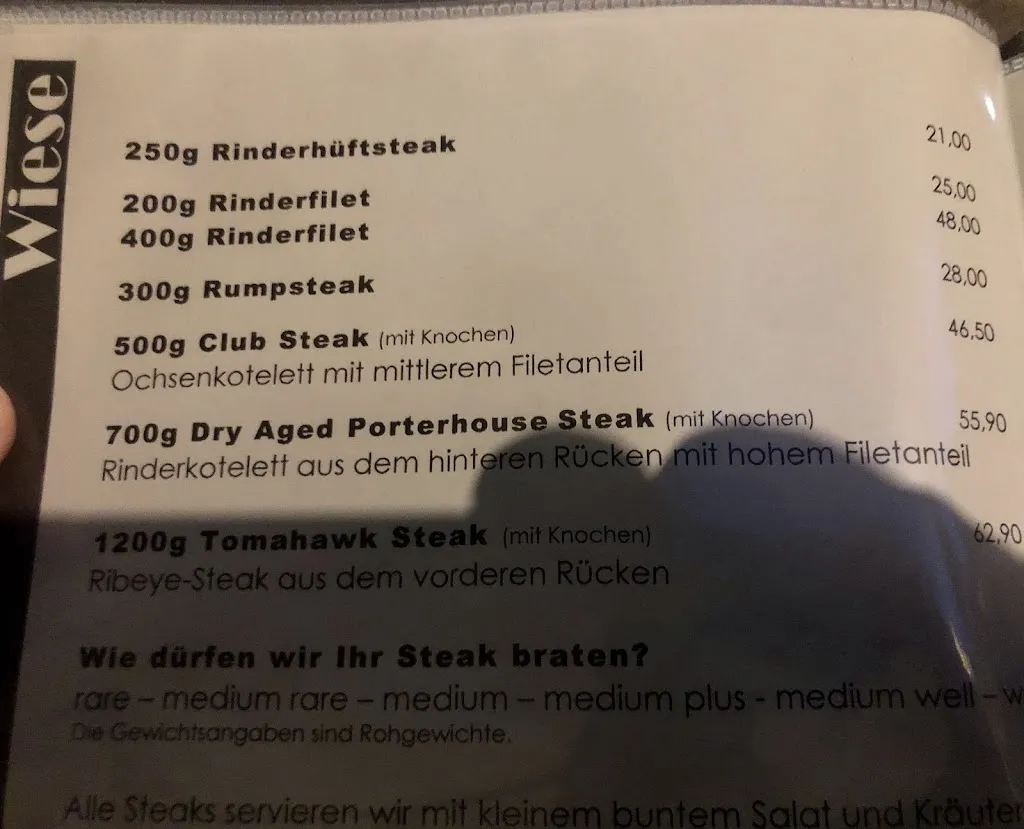 Wiese
250g Rinderhüftsteak 21,00
200g Rinderfilet 25,00
400g Rinderfilet 48,00
300g Rumpsteak 28,00
500g Club Steak (mit Knochen) 46,50
Ochsenkotelett mit mittlerem Filetanteil
700g Dry Aged Porterhouse Steak (mit Knochen) 55,90
Rinderkotelett aus dem hinteren Rücken mit hohem Filetanteil
1200g Tomahawk Steak (mit Knochen) 62,90
Ribeye-Steak aus dem vorderen Rücken
Wie dürfen wir Ihr Steak braten?
rare – medium rare – medium – medium plus - medium well – w
Die Gewichtsangaben sind Rohgewichte.
Alle Steaks servieren wir mit kleinem buntem Salat und Kräuter